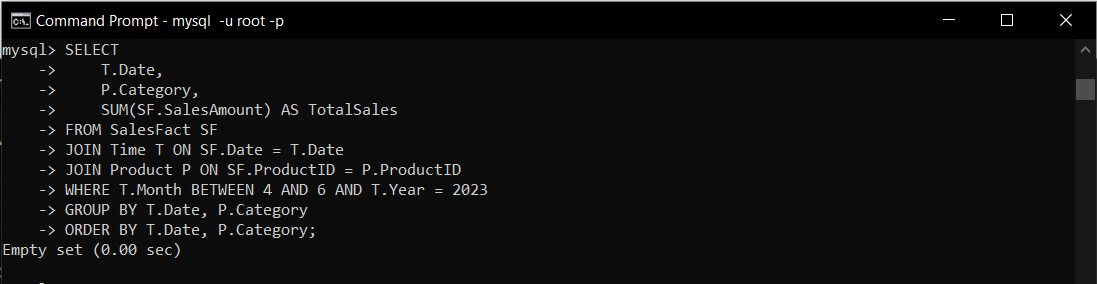 Command Prompt - mysql  -u root -p
mysql> SELECT
    ->     T.Date,
    ->     P.Category,
    ->     SUM(SF.SalesAmount) AS TotalSales
    -> FROM SalesFact SF
    -> JOIN Time T ON SF.Date = T.Date
    -> JOIN Product P ON SF.ProductID = P.ProductID
    -> WHERE T.Month BETWEEN 4 AND 6 AND T.Year = 2023
    -> GROUP BY T.Date, P.Category
    -> ORDER BY T.Date, P.Category;
Empty set (0.00 sec)